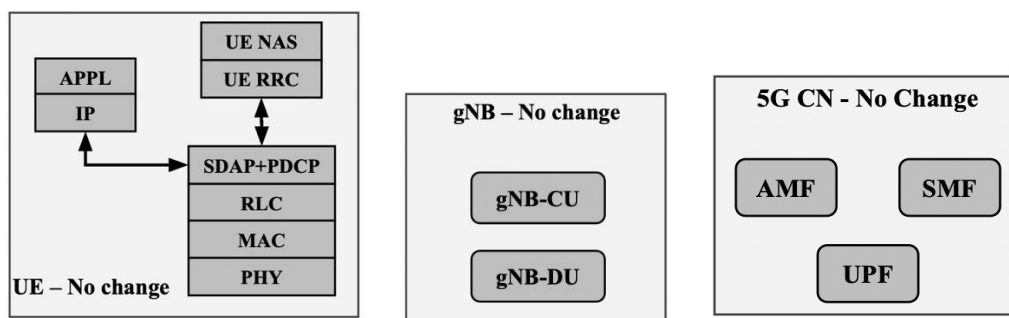 APPL
IP
UE NAS
UE RRC
SDAP+PDCP
RLC
MAC
PHY
UE – No change
gNB – No change
gNB-CU
gNB-DU
5G CN - No Change
AMF
SMF
UPF